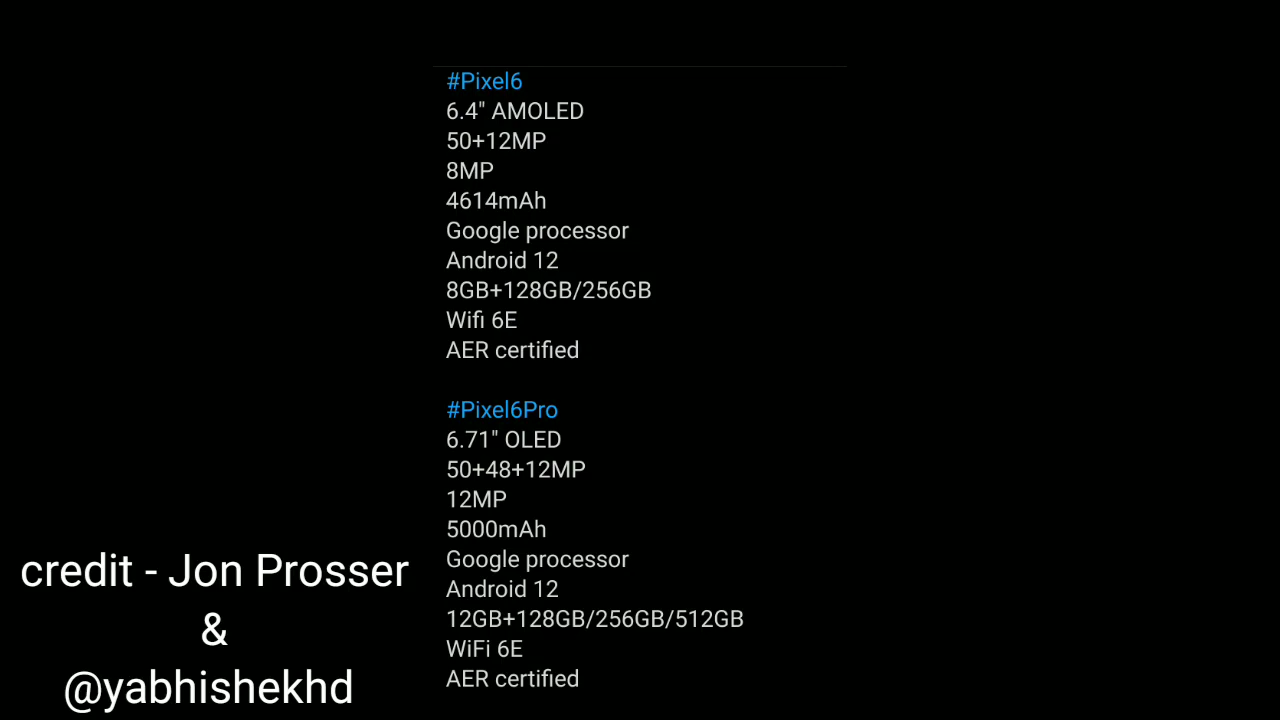 #Pixel6
6.4" AMOLED
50+12MP
8MP
4614mAh
Google processor
Android 12
8GB+128GB/256GB
Wifi 6E
AER certified
#Pixel6Pro
6.71" OLED
50+48+12MP
12MP
5000mAh
Google processor
Android 12
12GB+128GB/256GB/512GB
WiFi 6E
AER certified
credit - Jon Prosser
&
@yabhishekhd